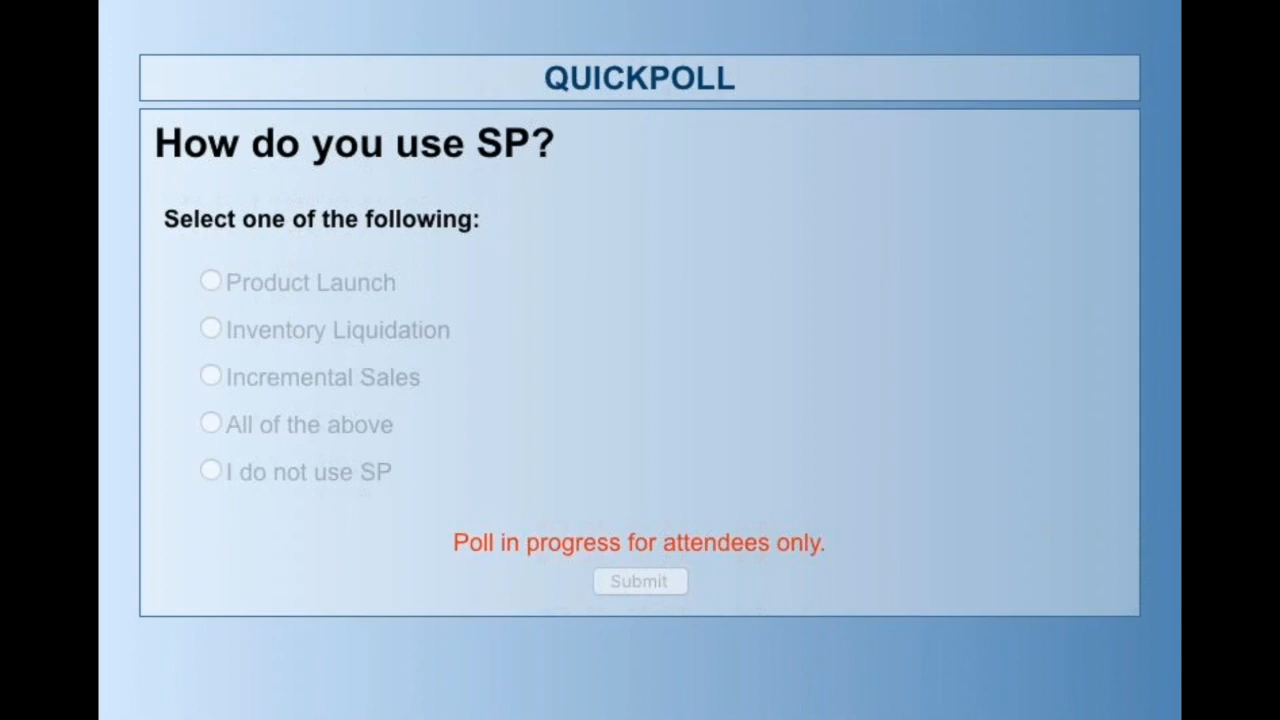 QUICKPOLL
How do you use SP?
Select one of the following:
Product Launch
Inventory Liquidation
Incremental Sales
All of the above
I do not use SP
Poll in progress for attendees only.
Submit